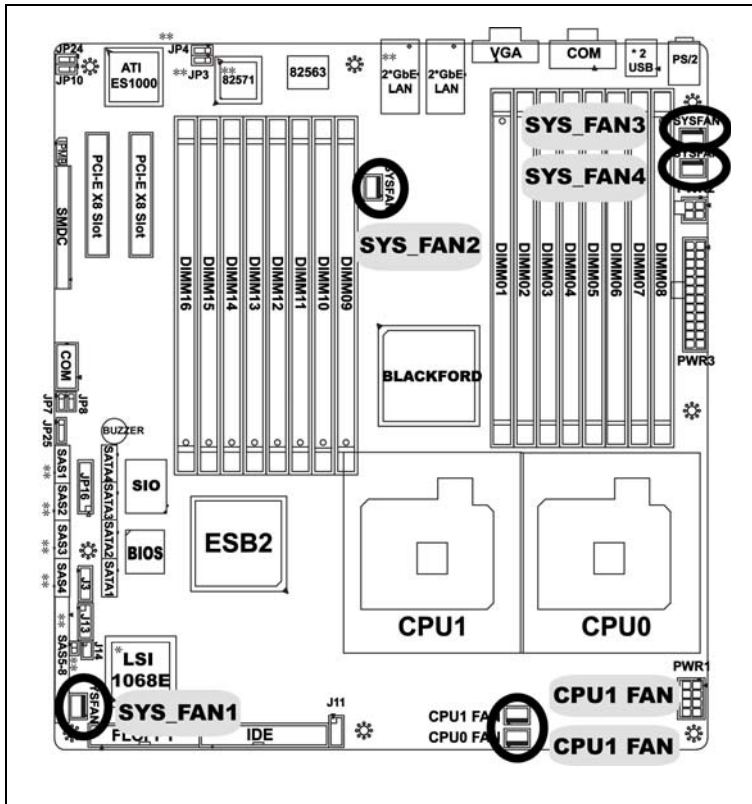 JP24
JP10
ATI
ES1000
**
JP4
**
JP3
**
82571
82563
**
2*GbE
LAN
2*GbE
LAN
VGA
COM
* 2
USB
PS/2
SYS_FAN3
SYSFAN
SYS_FAN4
SYSFAN
PMB
SMDC
PCI-E X8 Slot
PCI-E X8 Slot
DIMM16
DIMM15
DIMM14
DIMM13
DIMM12
DIMM11
DIMM10
DIMM09
SYSFAN
SYS_FAN2
DIMM01
DIMM02
DIMM03
DIMM04
DIMM05
DIMM06
DIMM07
DIMM08
PWR3
BLACKFORD
COM
JP7
JP8
JP25
BUZZER
SAS1
**
SAS2
**
SAS3
**
SAS4
**
JP16
SATA4
SATA3
SATA2
SATA1
SIO
BIOS
ESB2
J3
J13
J14
**
SAS5-8
**
CPU1
CPU0
*
LSI
1068E
YSFAN
SYS_FAN1
IDE
J11
CPU1 FAN
CPU0 FAN
CPU1 FAN
CPU1 FAN
PWR1